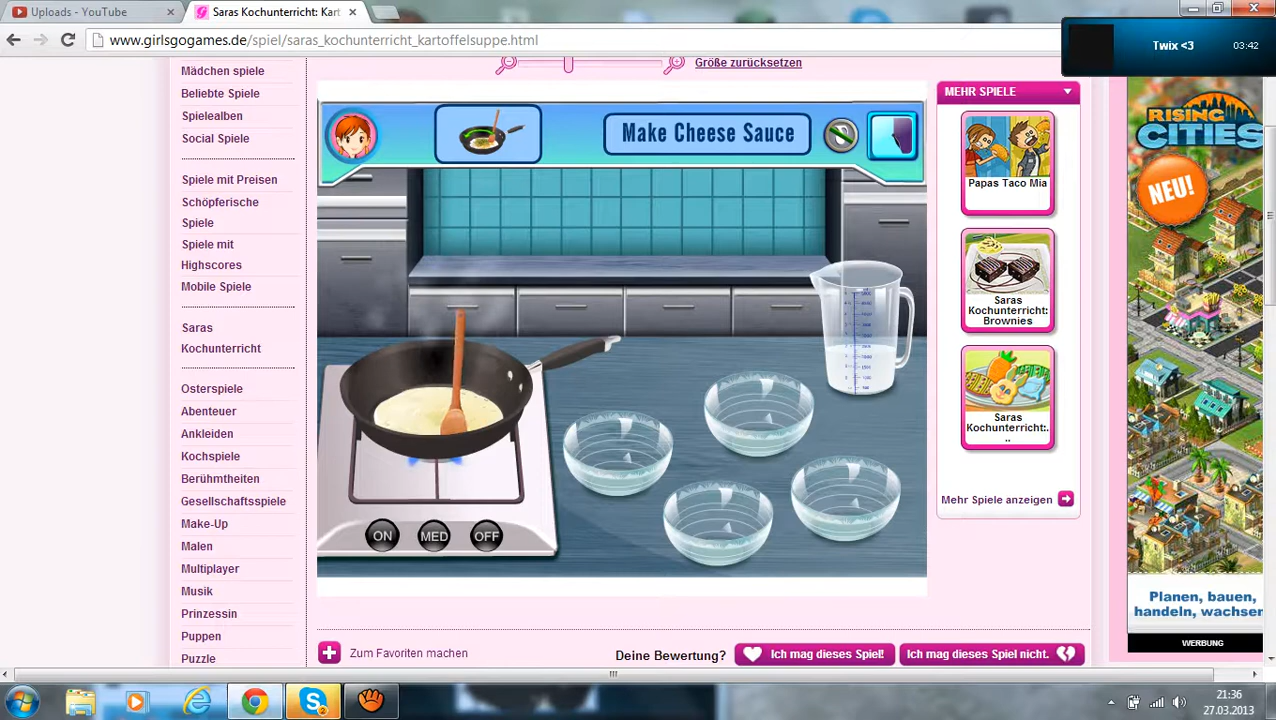 Uploads - YouTube
Saras Kochunterricht: Kart
www.girlsgogames.de/spiel/saras_kochunterricht_kartoffelsuppe.html
Twix <3
03:42
Mädchen spiele
Beliebte Spiele
Spielealben
Social Spiele
Spiele mit Preisen
Schöpferische
Spiele
Spiele mit
Highscores
Mobile Spiele
Saras
Kochunterricht
Osterspiele
Abenteuer
Ankleiden
Kochspiele
Berühmtheiten
Gesellschaftsspiele
Make-Up
Malen
Multiplayer
Musik
Prinzessin
Puppen
Puzzle
Größe zurücksetzen
Make Cheese Sauce
ON
MED
OFF
Zum Favoriten machen
Deine Bewertung?
Ich mag dieses Spiel!
Ich mag dieses Spiel nicht.
MEHR SPIELE
Papas Taco Mia
Saras
Kochunterricht:
Brownies
Saras
Kochunterricht:.
..
Mehr Spiele anzeigen
RISING
CITIES
NEU!
Planen, bauen,
handeln, wachsen
WERBUNG
2
21:36
27.03.2013